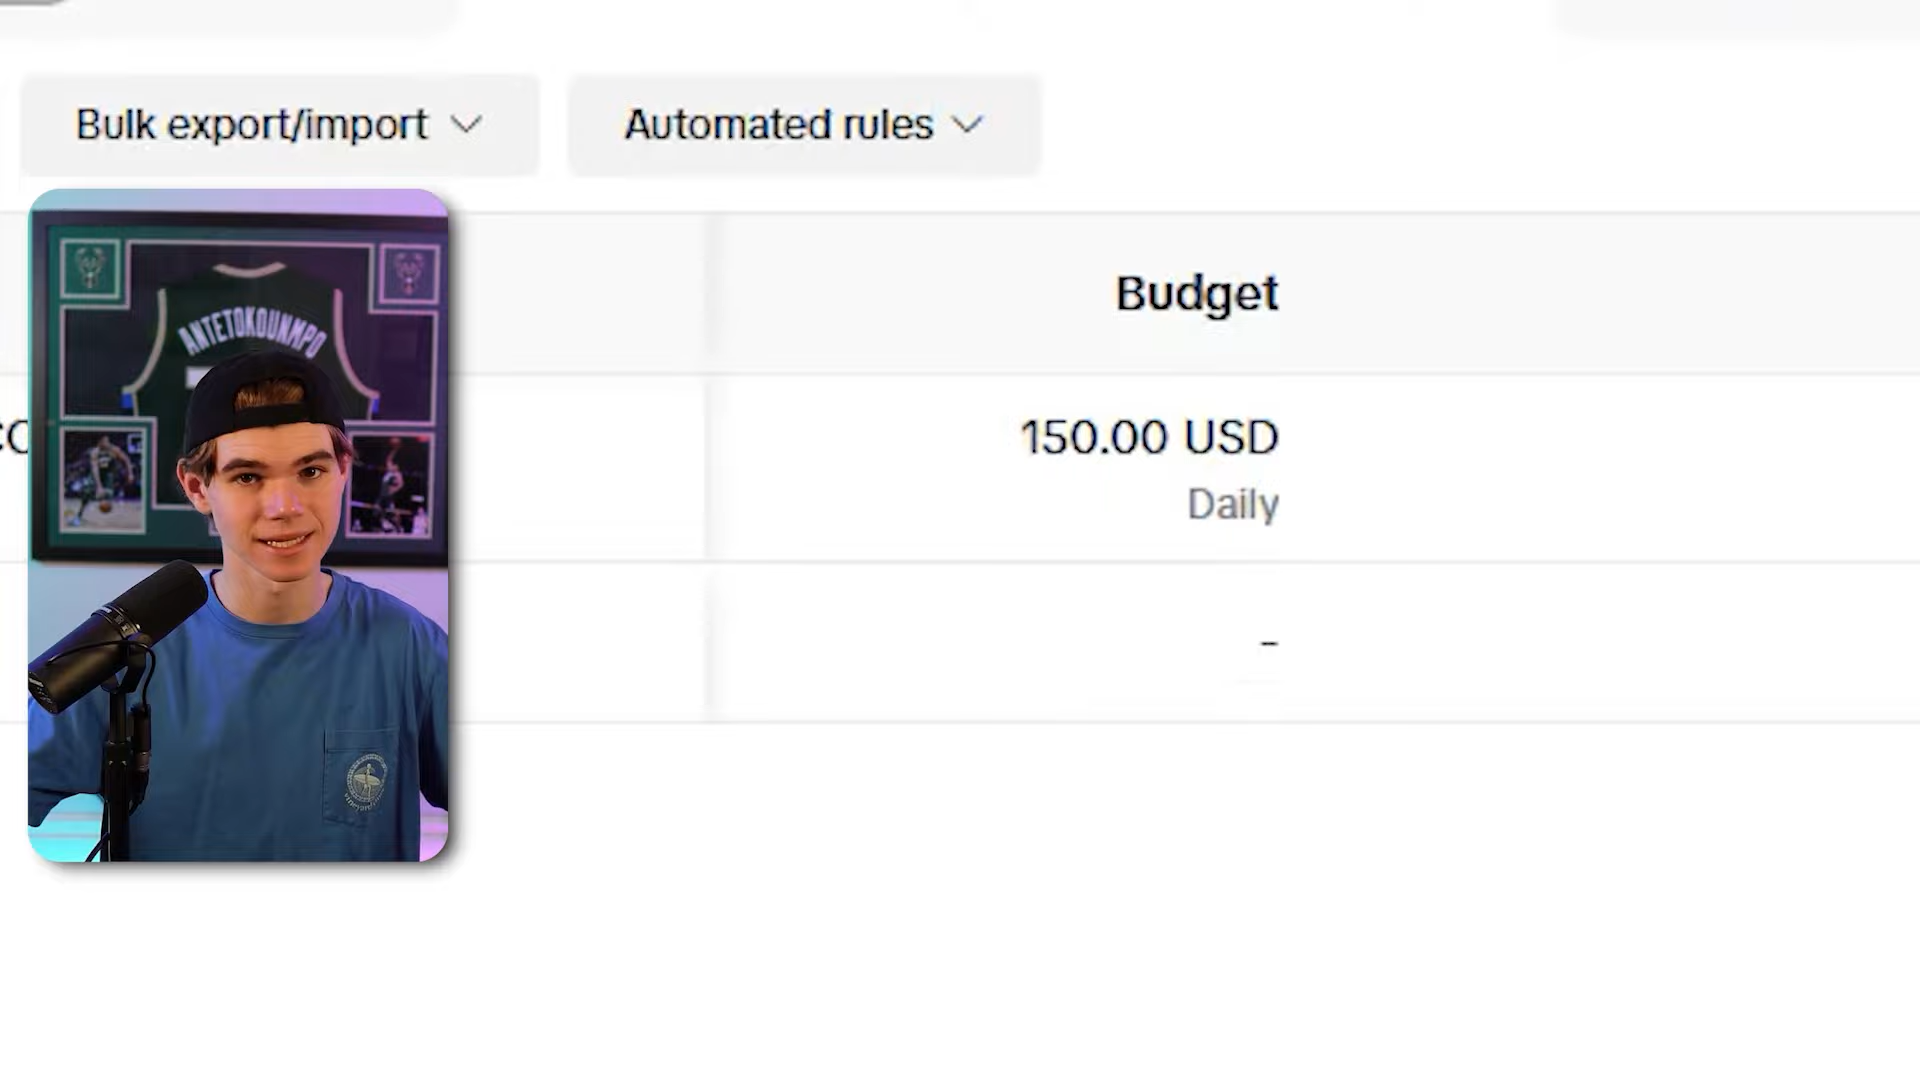 Bulk export/import
Automated rules
Budget
ANTETOKOUNMPO
150.00 USD
Daily
-